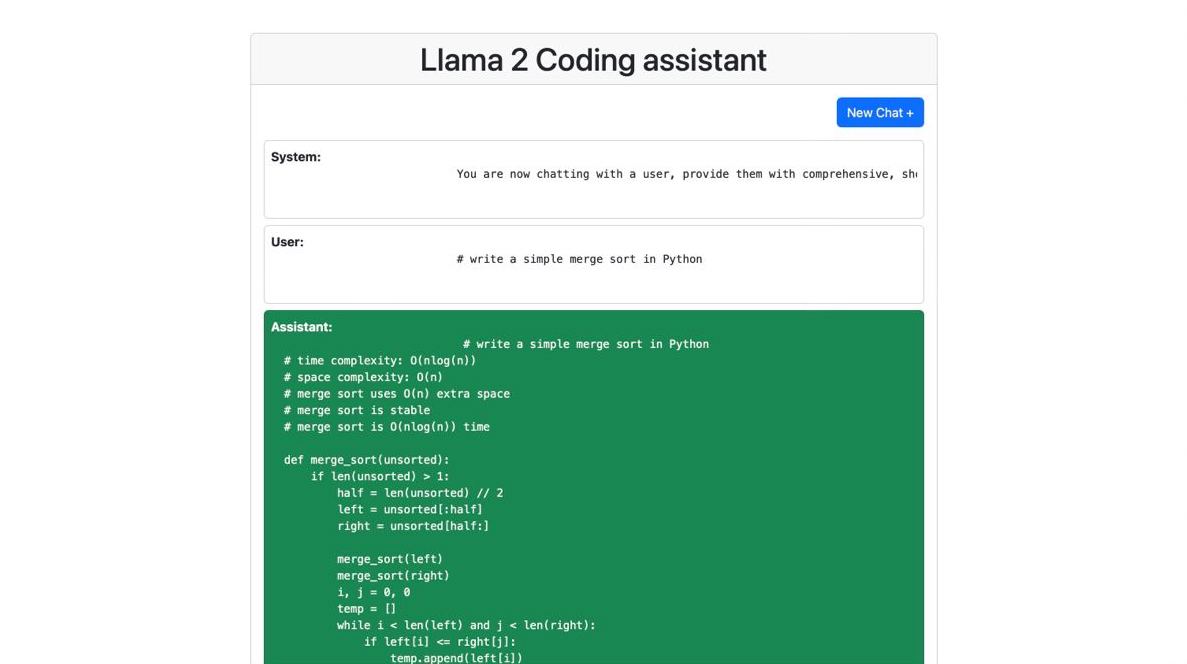 Llama 2 Coding assistant
New Chat +
System:
You are now chatting with a user, provide them with comprehensive,
User:
# write a simple merge sort in Python
Assistant:
# write a simple merge sort in Python
# time complexity: O(nlog(n))
# space complexity: O(n)
# merge sort uses O(n) extra space
# merge sort is stable
# merge sort is O(nlog(n)) time
def merge_sort(unsorted):
if len(unsorted) > 1:
half = len(unsorted) // 2
left = unsorted[:half]
right = unsorted[half:]
merge_sort(left)
merge_sort(right)
i, j = 0, 0
temp = []
while i < len(left) and j < len(right):
if left[i] <= right[j]:
temp.append(left[i])